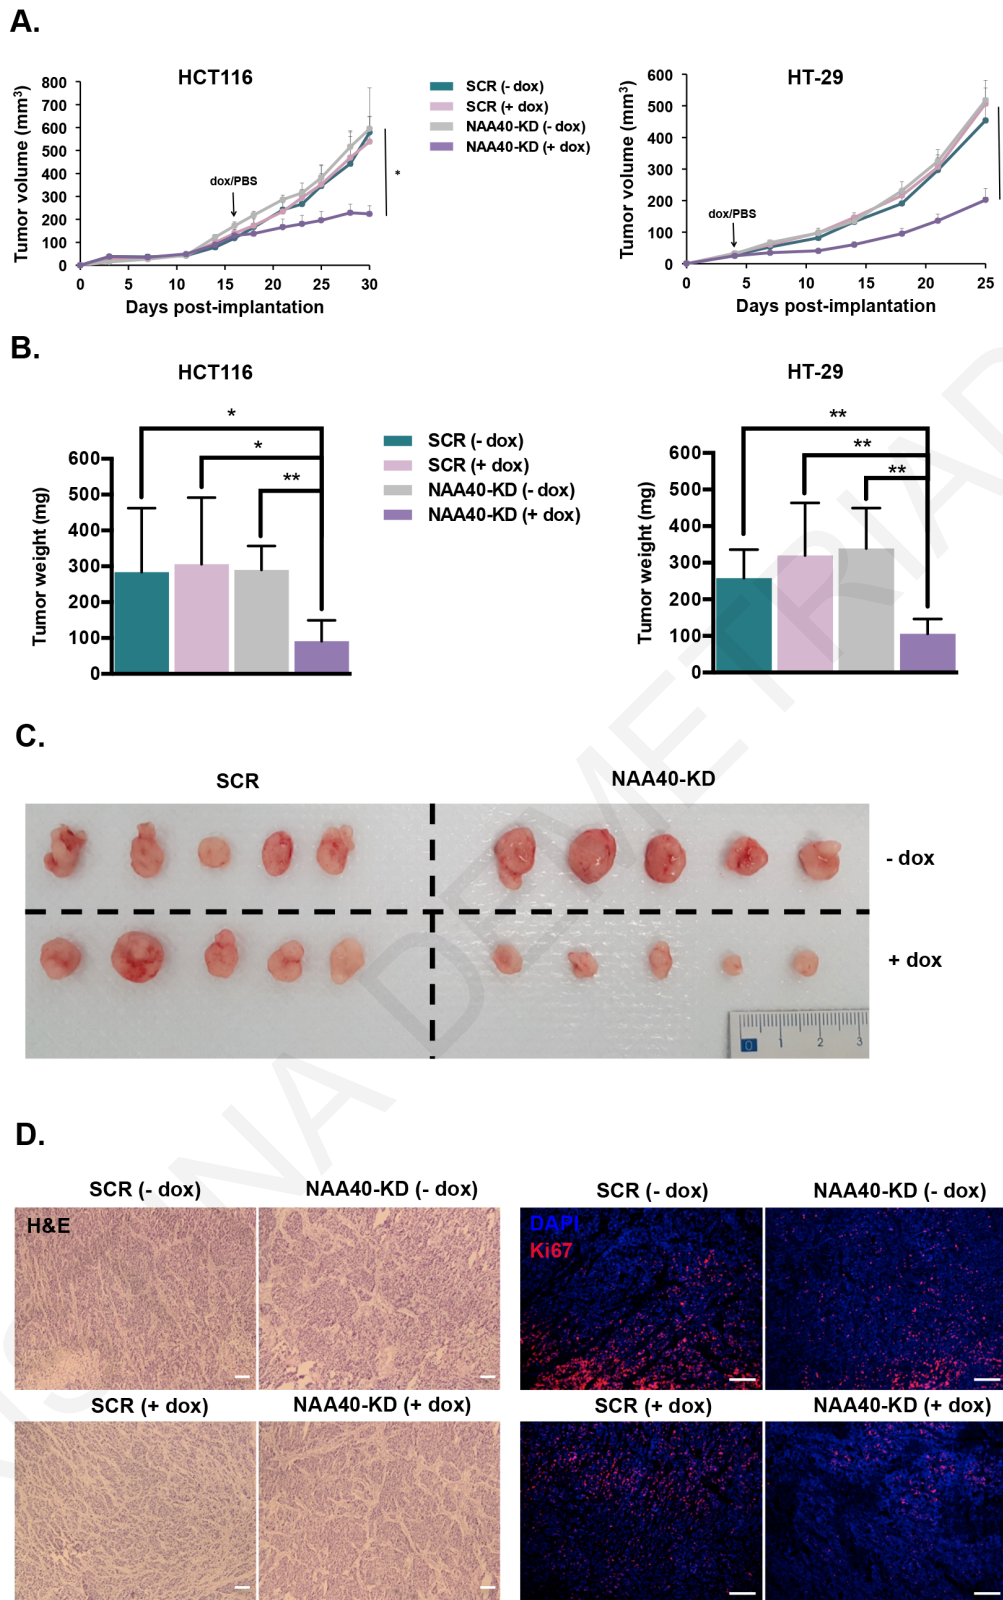 A.
HCT116
Tumor volume (mm³)
800
700
600
500
400
300
200
100
0
dox/PBS
*
0
5
10
15
20
25
30
Days post-implantation
SCR (- dox)
SCR (+ dox)
NAA40-KD (- dox)
NAA40-KD (+ dox)
HT-29
Tumor volume (mm³)
600
500
400
300
200
100
0
dox/PBS
0
5
10
15
20
25
Days post-implantation
B.
HCT116
Tumor weight (mg)
600
500
400
300
200
100
0
*
*
**
SCR (- dox)
SCR (+ dox)
NAA40-KD (- dox)
NAA40-KD (+ dox)
HT-29
Tumor weight (mg)
600
500
400
300
200
100
0
**
**
**
C.
SCR
NAA40-KD
- dox
+ dox
0 1 2 3
D.
SCR (- dox)
NAA40-KD (- dox)
SCR (- dox)
NAA40-KD (- dox)
H&E
DAPI
Ki67
SCR (+ dox)
NAA40-KD (+ dox)
SCR (+ dox)
NAA40-KD (+ dox)